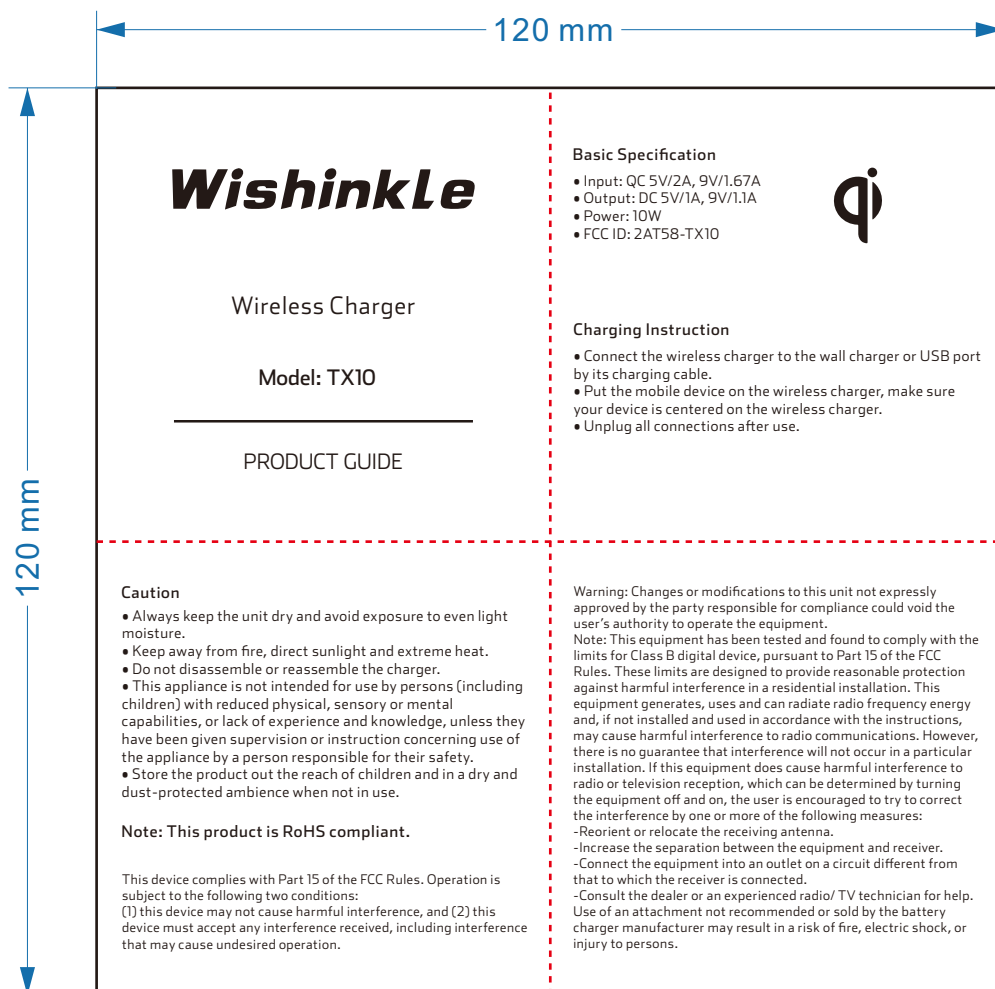 120 mm
120 mm
Wishinkle
Wireless Charger
Model: TX10
PRODUCT GUIDE
Basic Specification
• Input: QC 5V/2A, 9V/1.67A
• Output: DC 5V/1A, 9V/1.1A
• Power: 10W
• FCC ID: 2AT58-TX10
qi
Charging Instruction
• Connect the wireless charger to the wall charger or USB port
by its charging cable.
• Put the mobile device on the wireless charger, make sure
your device is centered on the wireless charger.
• Unplug all connections after use.
Caution
• Always keep the unit dry and avoid exposure to even light
moisture.
• Keep away from fire, direct sunlight and extreme heat.
• Do not disassemble or reassemble the charger.
• This appliance is not intended for use by persons (including
children) with reduced physical, sensory or mental
capabilities, or lack of experience and knowledge, unless they
have been given supervision or instruction concerning use of
the appliance by a person responsible for their safety.
• Store the product out the reach of children and in a dry and
dust-protected ambience when not in use.
Note: This product is RoHS compliant.
This device complies with Part 15 of the FCC Rules. Operation is
subject to the following two conditions:
(1) this device may not cause harmful interference, and (2) this
device must accept any interference received, including interference
that may cause undesired operation.
Warning: Changes or modifications to this unit not expressly
approved by the party responsible for compliance could void the
user's authority to operate the equipment.
Note: This equipment has been tested and found to comply with the
limits for Class B digital device, pursuant to Part 15 of the FCC
Rules. These limits are designed to provide reasonable protection
against harmful interference in a residential installation. This
equipment generates, uses and can radiate radio frequency energy
and, if not installed and used in accordance with the instructions,
may cause harmful interference to radio communications. However,
there is no guarantee that interference will not occur in a particular
installation. If this equipment does cause harmful interference to
radio or television reception, which can be determined by turning
the equipment off and on, the user is encouraged to try to correct
the interference by one or more of the following measures:
-Reorient or relocate the receiving antenna.
-Increase the separation between the equipment and receiver.
-Connect the equipment into an outlet on a circuit different from
that to which the receiver is connected.
-Consult the dealer or an experienced radio/ TV technician for help.
Use of an attachment not recommended or sold by the battery
charger manufacturer may result in a risk of fire, electric shock, or
injury to persons.